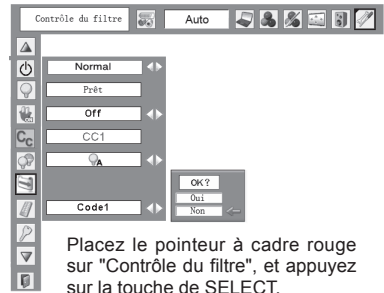 Contrôle du filtre
Auto
Normal
Prêt
Off
Cc
CC1
A
Code1
OK?
Oui
Non
Placez le pointeur à cadre rouge
sur "Contrôle du filtre", et appuyez
sur la touche de SELECT.